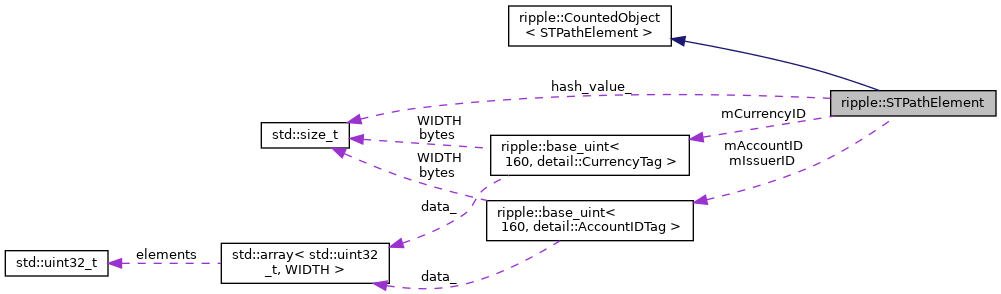 ripple::CountedObject
< STPathElement >
hash_value_
ripple::STPathElement
mCurrencyID
WIDTH
bytes
std::size_t
ripple::base_uint<
160, detail::CurrencyTag >
mAccountID
mIssuerID
WIDTH
bytes
data_
ripple::base_uint<
160, detail::AccountIDTag >
elements
std::array< std::uint32
_t, WIDTH >
std::uint32_t
data_